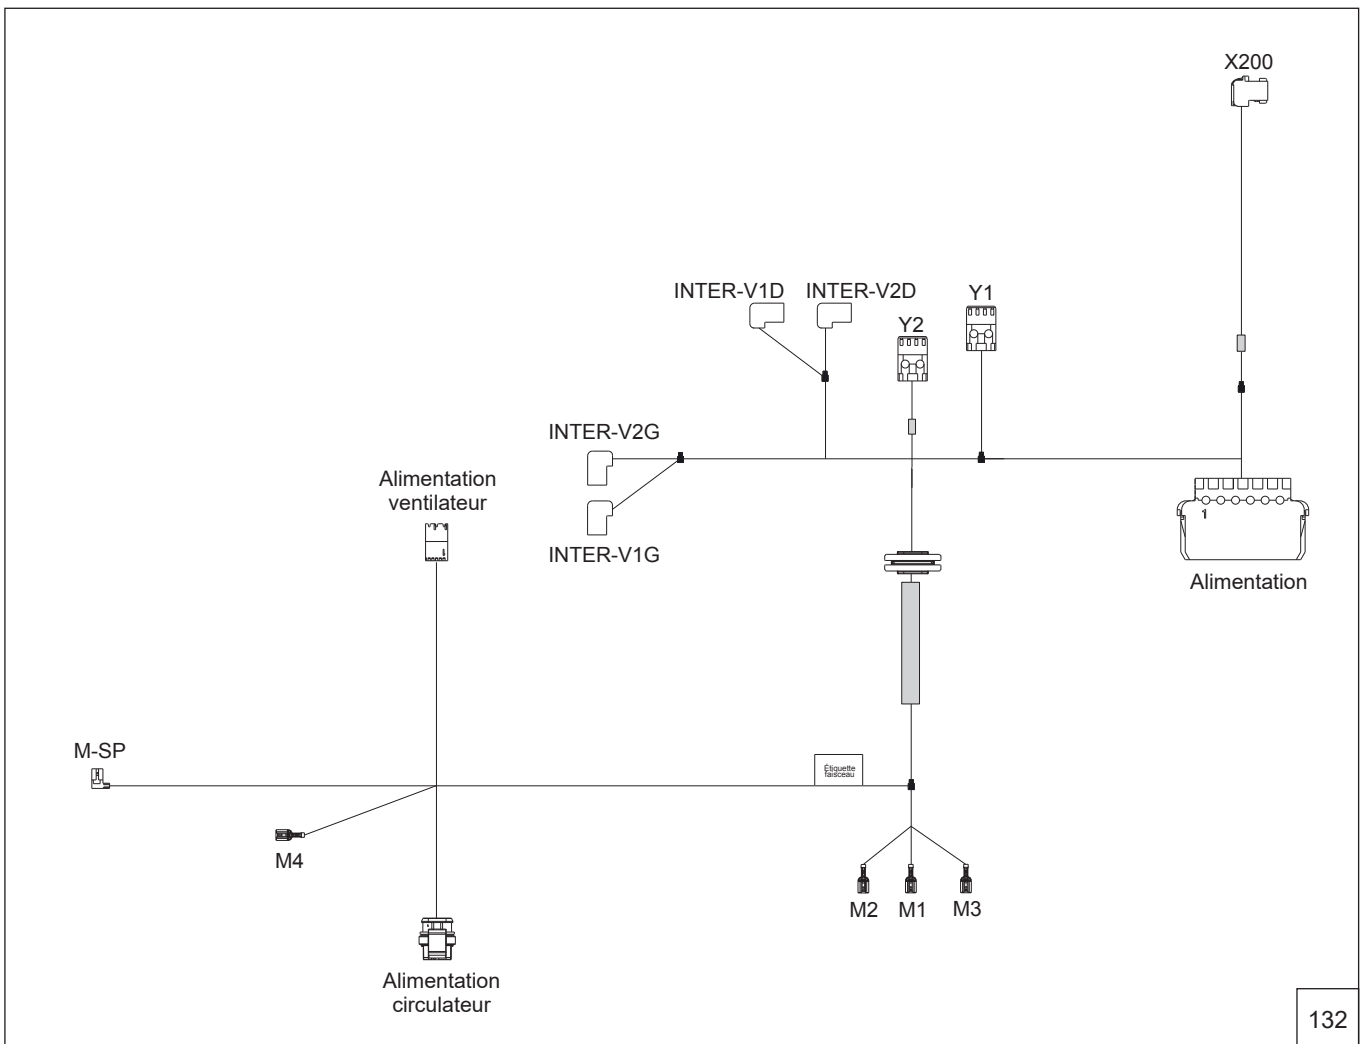 X200
INTER-V1D
INTER-V2D
Y1
Y2
INTER-V2G
Alimentation
ventilateur
1
INTER-V1G
Alimentation
M-SP
Étiquette
faisceau
M4
M2
M1
M3
Alimentation
circulateur
132